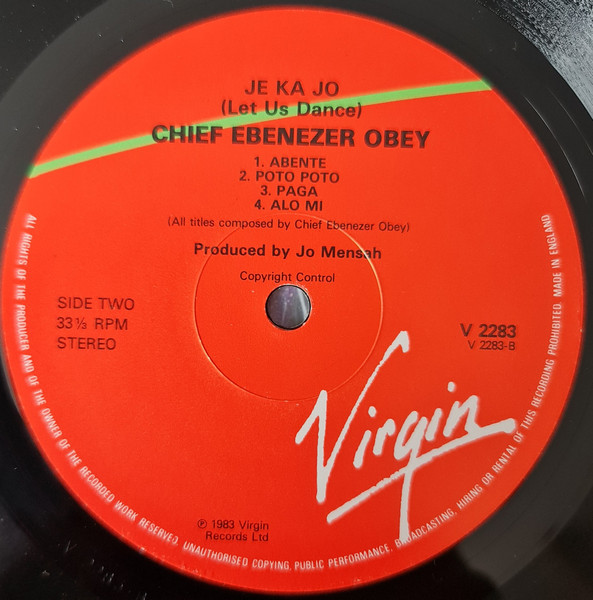 JE KA JO
(Let Us Dance)
CHIEF EBENEZER OBEY
1. ABENTE
2. POTO POTO
3. PAGA
4. ALO MI
(All titles composed by Chief Ebenezer Obey)
Produced by Jo Mensah
Copyright Control
SIDE TWO
33⅓ RPM
STEREO
V 2283
V 2283-B
Virgin
℗ 1983 Virgin
Records Ltd
ALL RIGHTS OF THE PRODUCER AND OF THE OWNER OF THE RECORDED WORK RESERVED. UNAUTHORISED COPYING, PUBLIC PERFORMANCE, BROADCASTING, HIRING OR RENTAL OF THIS RECORDING PROHIBITED. MADE IN ENGLAND